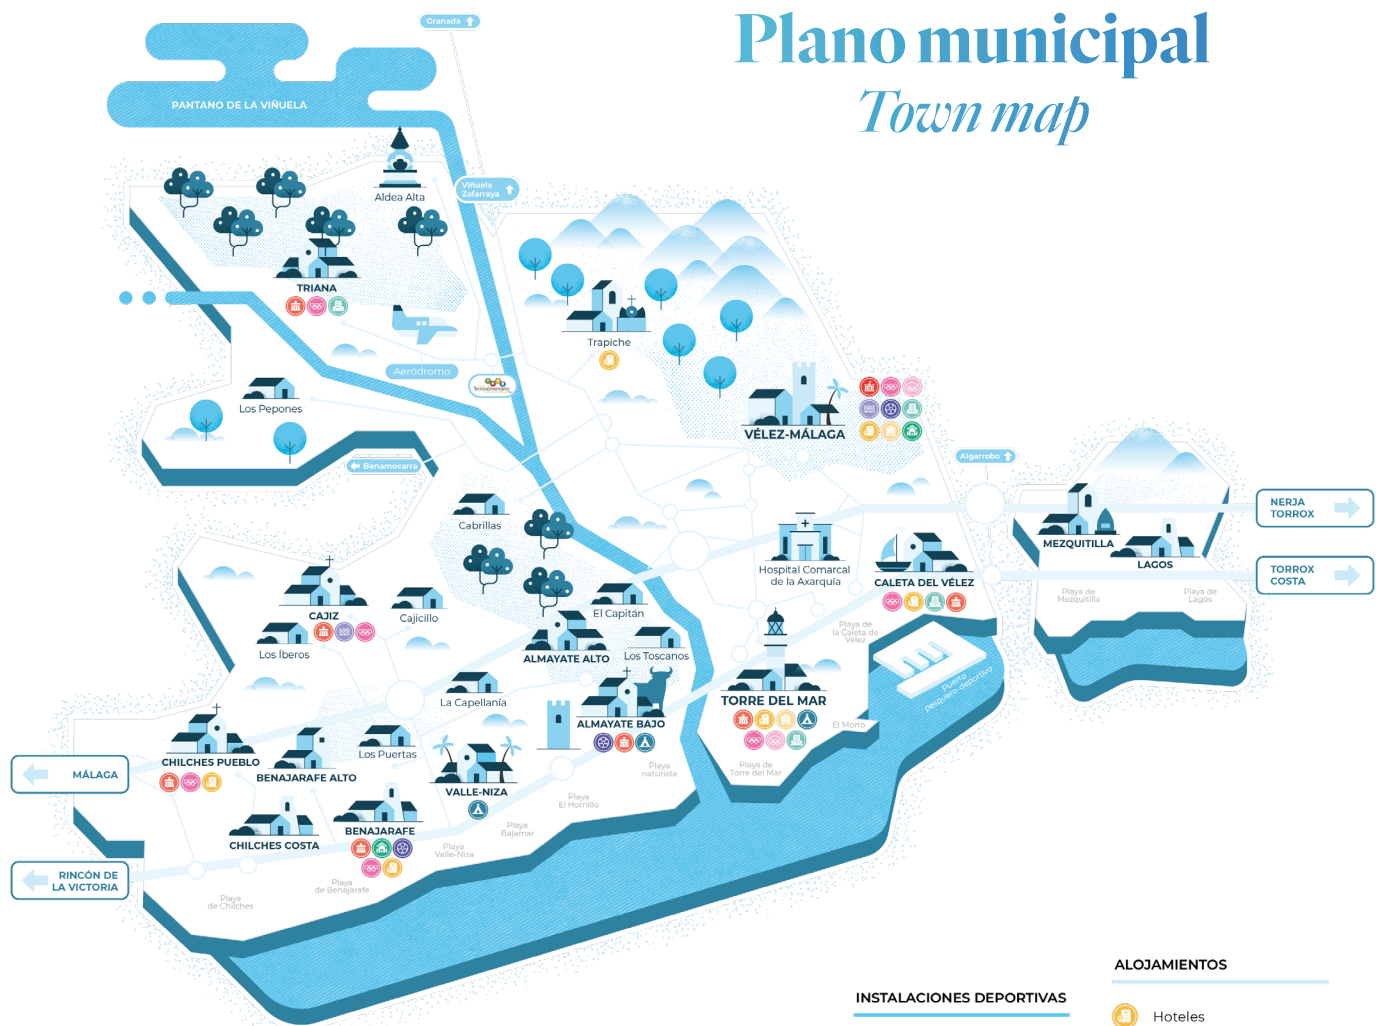 Plano municipal
Town map
Granada
PANTANO DE LA VIÑUELA
Viñuela
Zafarraya
Aldea Alta
TRIANA
Trapiche
Aeródromo
Los Pepones
VÉLEZ-MÁLAGA
Benamocarra
Algarrobo
NERJA
TORROX
Cabrillas
MEZQUITILLA
LAGOS
Hospital Comarcal
de la Axarquía
CALETA DEL VÉLEZ
TORROX
COSTA
Playa de
Mezquitilla
Playa de
Lagos
CAJIZ
Cajicillo
El Capitán
Los Íberos
Playa de
la Caleta de
Vélez
ALMAYATE ALTO
Los Toscanos
Puerto
pesquero-deportivo
La Capellanía
TORRE DEL MAR
ALMAYATE BAJO
El Morro
Los Puertas
CHILCHES PUEBLO
BENAJARAFE ALTO
MÁLAGA
Playa
naturista
Playa de
Torre del Mar
VALLE-NIZA
Playa
El Hornillo
CHILCHES COSTA
BENAJARAFE
Playa
Bajamar
Playa
Valle-Niza
RINCÓN DE
LA VICTORIA
Playa
de Benajarafe
Playa
de Chilches
ALOJAMIENTOS
INSTALACIONES DEPORTIVAS
Hoteles